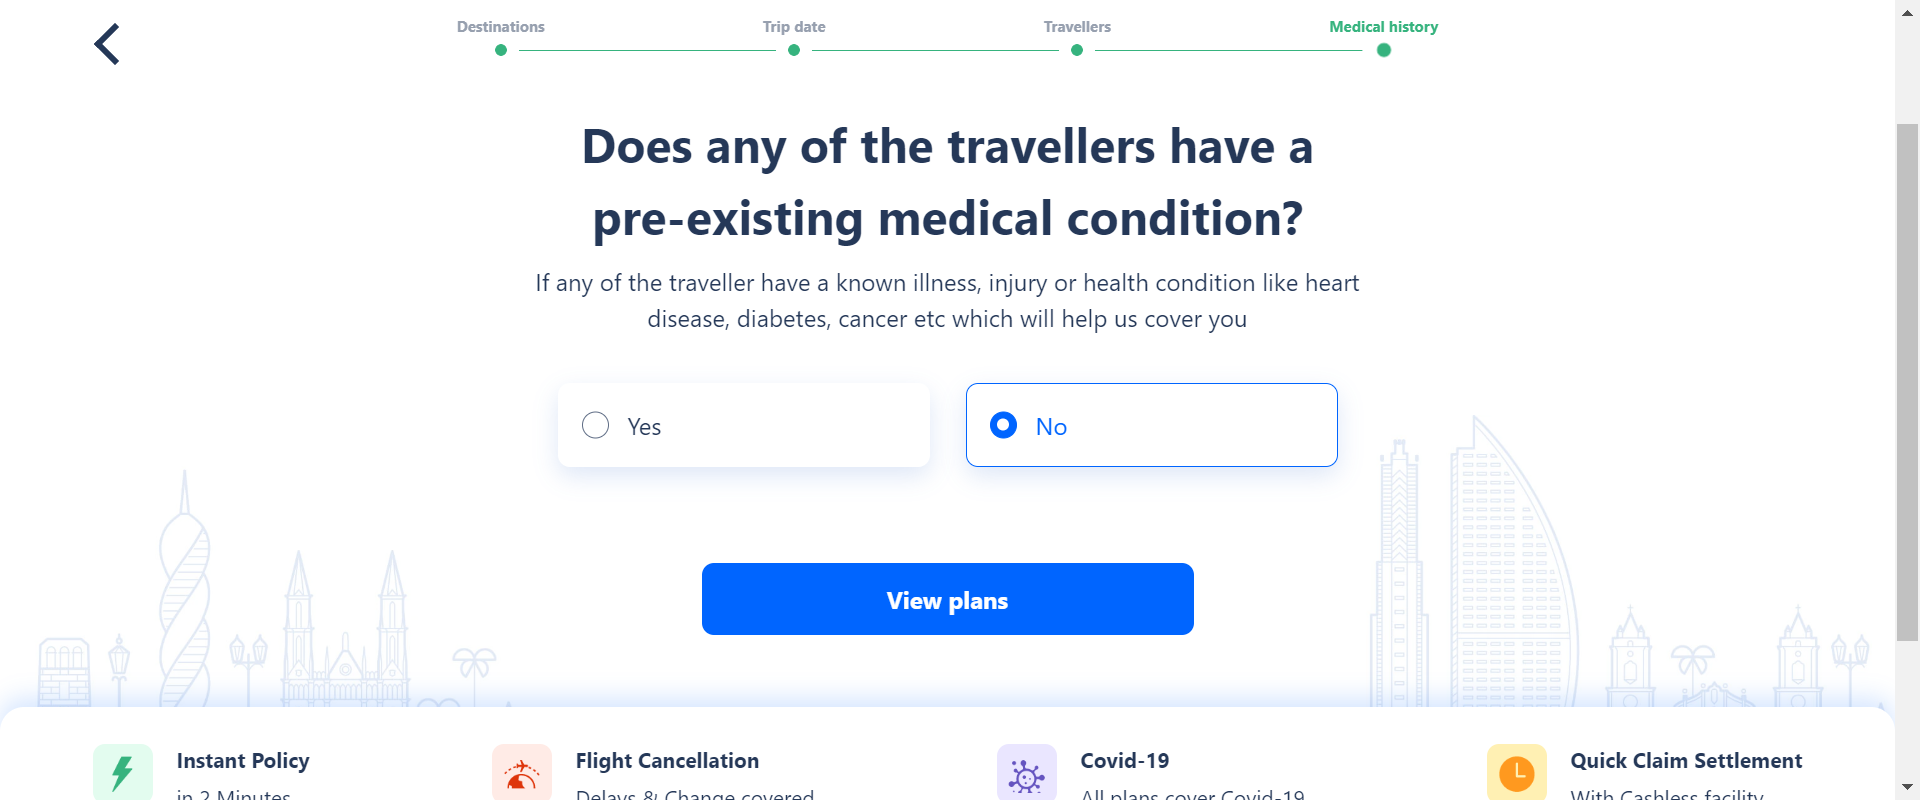 Destinations
Trip date
Travellers
Medical history
Does any of the travellers have a
pre-existing medical condition?
If any of the traveller have a known illness, injury or health condition like heart
disease, diabetes, cancer etc which will help us cover you
Yes
No
View plans
Instant Policy
in 2 Minutes
Flight Cancellation
Delays & Change covered
Covid-19
All plans cover Covid-19
Quick Claim Settlement
With Cashless facility